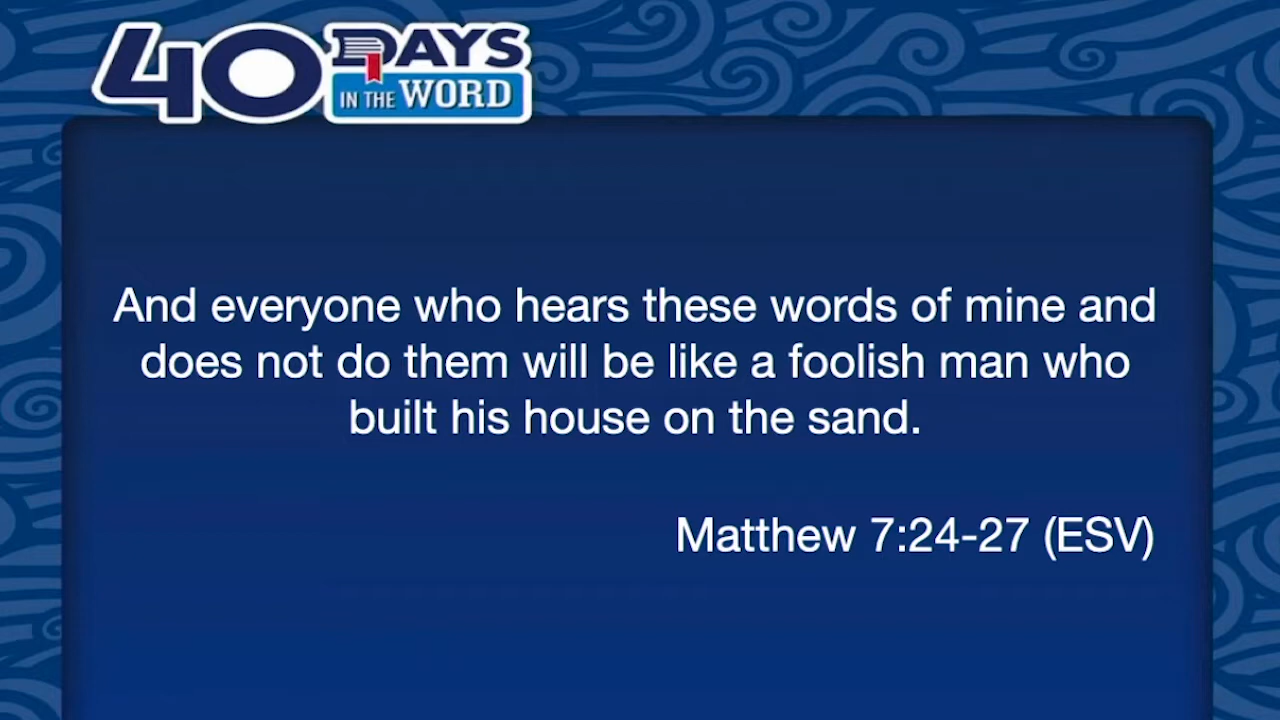 40 DAYS
IN THE WORD
And everyone who hears these words of mine and
does not do them will be like a foolish man who
built his house on the sand.
Matthew 7:24-27 (ESV)